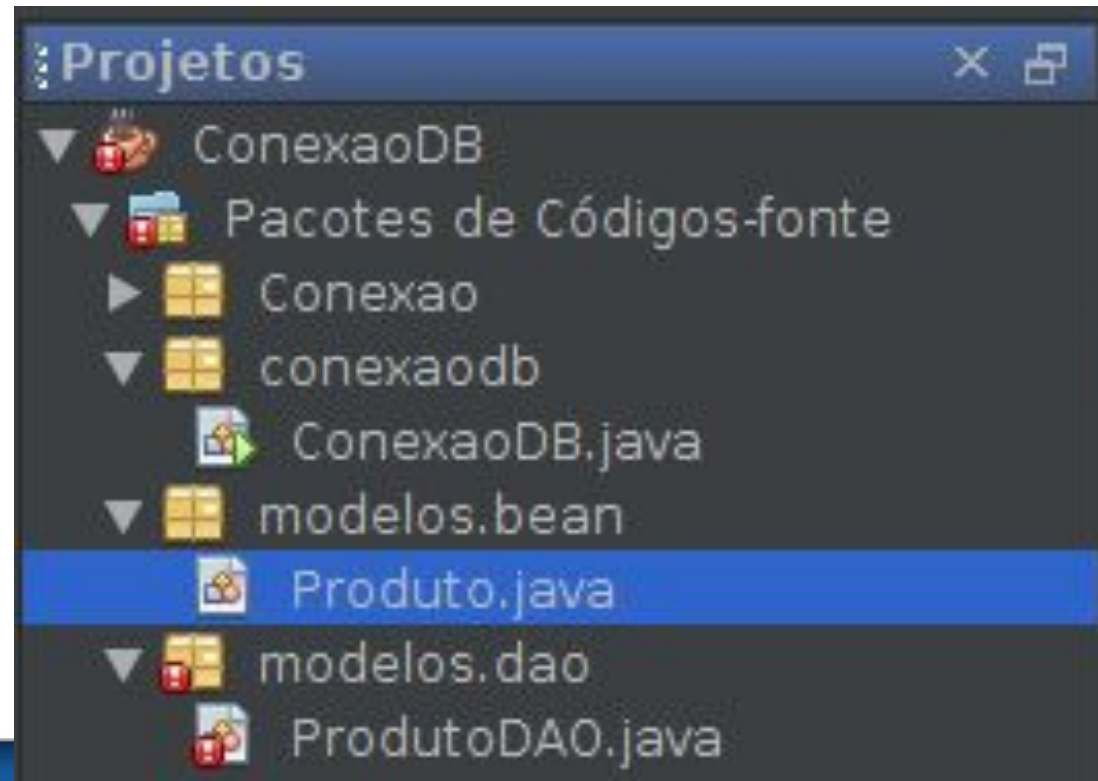 Projetos
ConexaoDB
Pacotes de Códigos-fonte
Conexao
conexaodb
ConexaoDB.java
modelos.bean
Produto.java
modelos.dao
ProdutoDAO.java